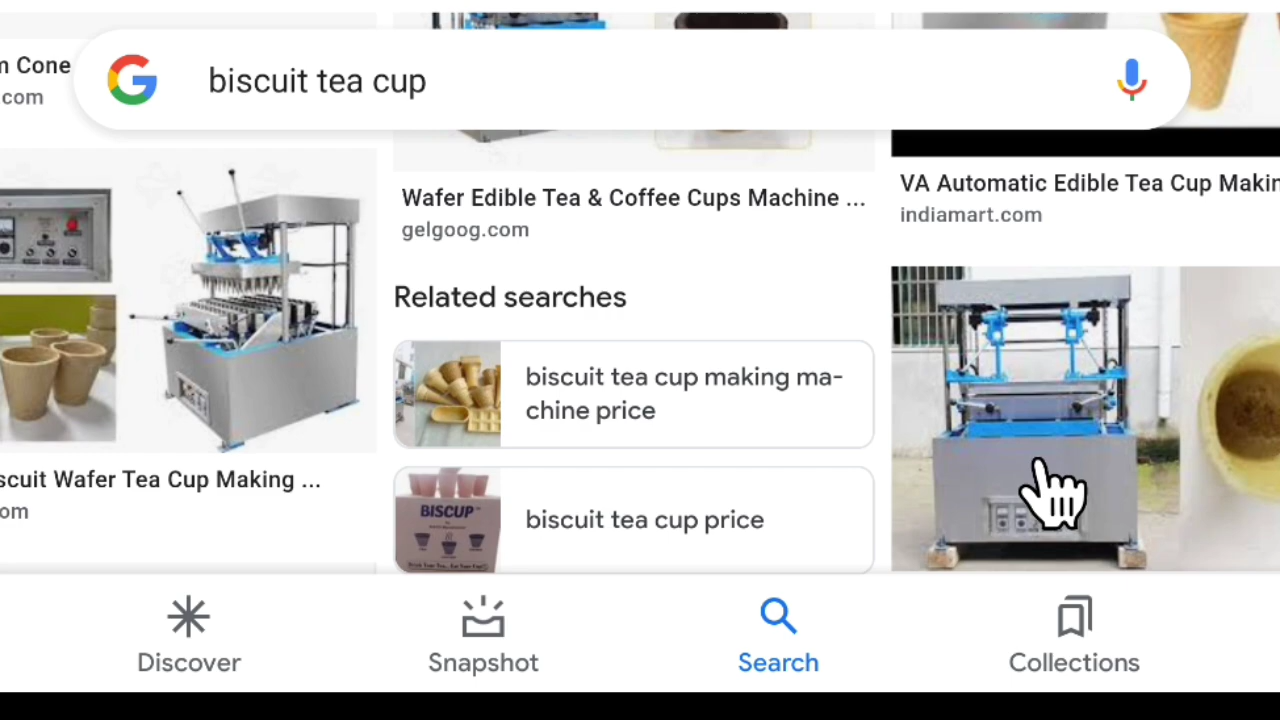 m Cone
.com
biscuit tea cup
Wafer Edible Tea & Coffee Cups Machine ...
gelgoog.com
VA Automatic Edible Tea Cup Makin
indiamart.com
Related searches
biscuit tea cup making ma-
chine price
BISCUP
biscuit tea cup price
scuit Wafer Tea Cup Making ...
om
Discover
Snapshot
Search
Collections